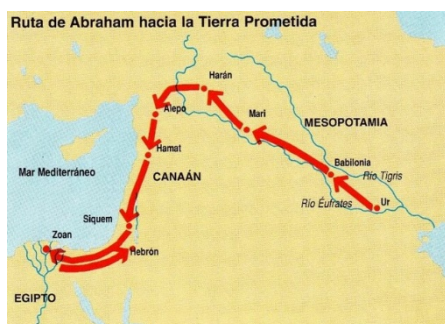 Ruta de Abraham hacia la Tierra Prometida
Harán
Alepo
Mari
MESOPOTAMIA
Hamat
Babilonia
Mar Mediterráneo
CANAÁN
Río Tigris
Río Éufrates
Ur
Siquem
Zoan
Hebrón
EGIPTO